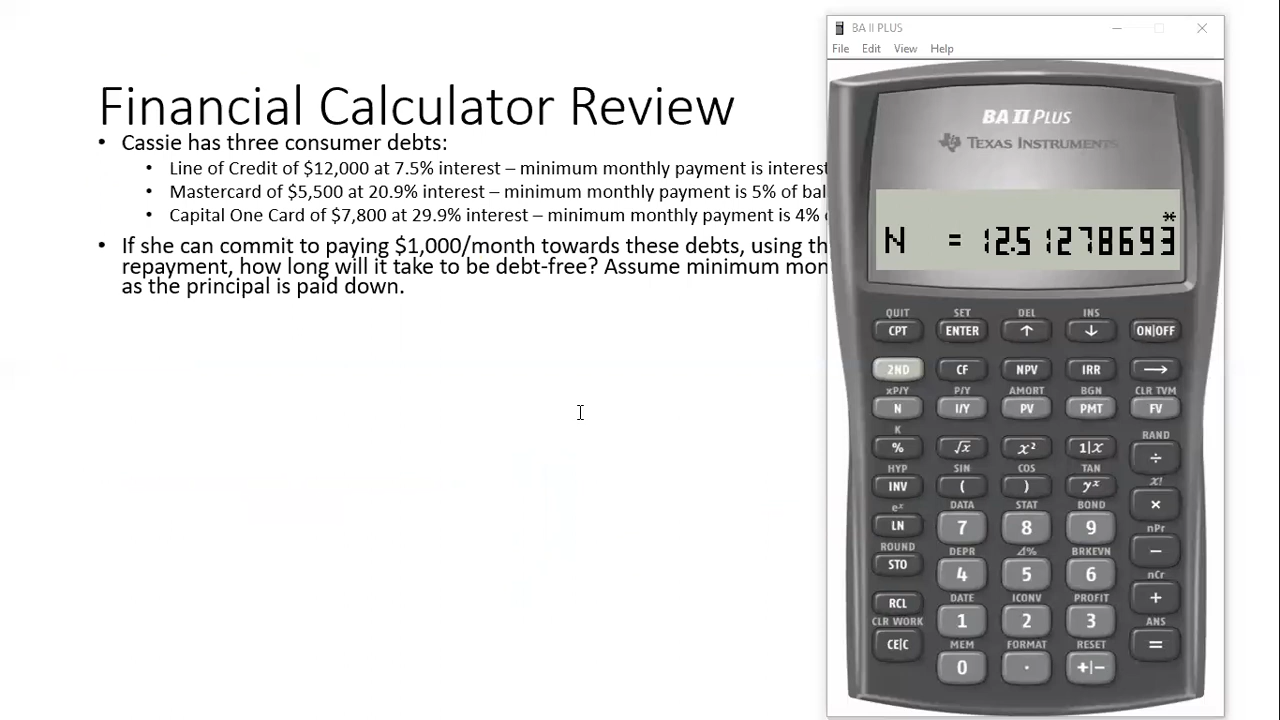 BA II PLUS
File Edit View Help
Financial Calculator Review
• Cassie has three consumer debts:
• Line of Credit of $12,000 at 7.5% interest – minimum monthly payment is interest
• Mastercard of $5,500 at 20.9% interest – minimum monthly payment is 5% of bal
• Capital One Card of $7,800 at 29.9% interest – minimum monthly payment is 4%
• If she can commit to paying $1,000/month towards these debts, using th
repayment, how long will it take to be debt-free? Assume minimum mon
as the principal is paid down.
BA II PLUS
TEXAS INSTRUMENTS
*
N = 12.51278693
QUIT SET DEL INS
CPT ENTER ↑ ↓ ON|OFF
2ND CF NPV IRR →
xP/Y P/Y AMORT BGN CLR TVM
N I/Y PV PMT FV
K RAND
% √x x² 1|x ÷
HYP SIN COS TAN
INV ( ) yˣ ×
eˣ DATA STAT BOND x!
LN 7 8 9 −
ROUND DEPR Δ% BRKEVN nPr
STO 4 5 6 +
DATE ICONV PROFIT nCr
RCL 1 2 3
CLR WORK MEM FORMAT RESET ANS
CE|C 0 . +|− =